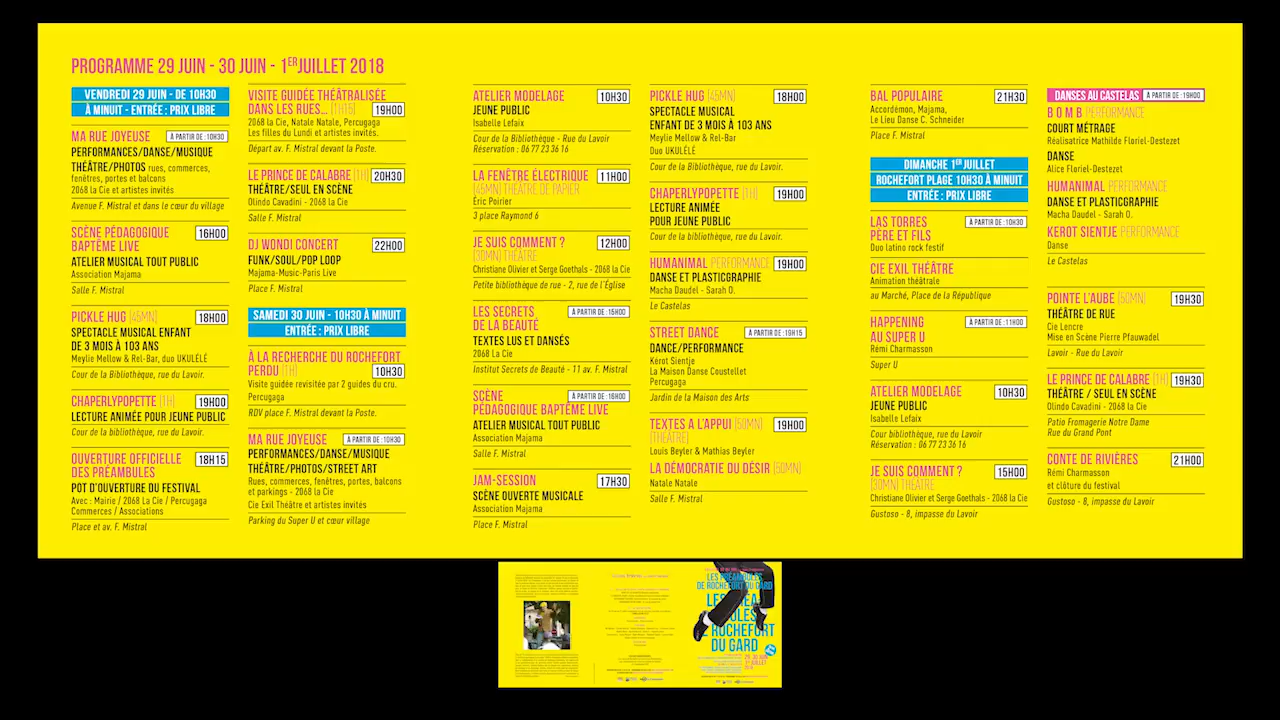 PROGRAMME 29 JUIN - 30 JUIN - 1ER JUILLET 2018
VENDREDI 29 JUIN - DE 10H30
À MINUIT - ENTRÉE : PRIX LIBRE
MA RUE JOYEUSE À PARTIR DE : 10H30
PERFORMANCES/DANSE/MUSIQUE
THÉÂTRE/PHOTOS rues, commerces,
fenêtres, portes et balcons
2068 la Cie et artistes invités
Avenue F. Mistral et dans le cœur du village
SCÈNE PÉDAGOGIQUE 16H00
BAPTÊME LIVE
ATELIER MUSICAL TOUT PUBLIC
Association Majama
Salle F. Mistral
PICKLE HUG (45MN) 18H00
SPECTACLE MUSICAL ENFANT
DE 3 MOIS À 103 ANS
Meylie Mellow & Rel-Bar, duo UKULÉLÉ
Cour de la Bibliothèque, rue du Lavoir.
CHAPERLYPOPETTE (1H) 19H00
LECTURE ANIMÉE POUR JEUNE PUBLIC
Cour de la bibliothèque, rue du Lavoir.
OUVERTURE OFFICIELLE 18H15
DES PRÉAMBULES
POT D'OUVERTURE DU FESTIVAL
Avec : Mairie / 2068 La Cie / Percugaga
Commerces / Associations
Place et av. F. Mistral
VISITE GUIDÉE THÉÂTRALISÉE
DANS LES RUES... (1H15) 19H00
2068 la Cie, Natale Natale, Percugaga
Les filles du Lundi et artistes invités.
Départ av. F. Mistral devant la Poste.
LE PRINCE DE CALABRE (1H) 20H30
THÉÂTRE/SEUL EN SCÈNE
Olindo Cavadini - 2068 la Cie
Salle F. Mistral
DJ WONDI CONCERT 22H00
FUNK/SOUL/POP LOOP
Majama-Music-Paris Live
Place F. Mistral
SAMEDI 30 JUIN - 10H30 À MINUIT
ENTRÉE : PRIX LIBRE
À LA RECHERCHE DU ROCHEFORT
PERDU (1H) 10H30
Visite guidée revisitée par 2 guides du cru.
Percugaga
RDV place F. Mistral devant la Poste.
MA RUE JOYEUSE À PARTIR DE : 10H30
PERFORMANCES/DANSE/MUSIQUE
THÉÂTRE/PHOTOS/STREET ART
Rues, commerces, fenêtres, portes, balcons
et parkings - 2068 la Cie
Cie Exil Théâtre et artistes invités
Parking du Super U et cœur village
ATELIER MODELAGE 10H30
JEUNE PUBLIC
Isabelle Lefaix
Cour de la Bibliothèque - Rue du Lavoir
Réservation : 06 77 23 36 16
LA FENÊTRE ÉLECTRIQUE 11H00
(45MN) THÉÂTRE DE PAPIER
Éric Poirier
3 place Raymond 6
JE SUIS COMMENT ? 12H00
(30MN) THÉÂTRE
Christiane Olivier et Serge Goethals - 2068 la Cie
Petite bibliothèque de rue - 2, rue de l'Église
LES SECRETS À PARTIR DE : 15H00
DE LA BEAUTÉ
TEXTES LUS ET DANSÉS
2068 La Cie
Institut Secrets de Beauté - 11 av. F. Mistral
SCÈNE À PARTIR DE : 16H00
PÉDAGOGIQUE BAPTÊME LIVE
ATELIER MUSICAL TOUT PUBLIC
Association Majama
Salle F. Mistral
JAM-SESSION 17H30
SCÈNE OUVERTE MUSICALE
Association Majama
Place F. Mistral
PICKLE HUG (45MN) 18H00
SPECTACLE MUSICAL
ENFANT DE 3 MOIS À 103 ANS
Meylie Mellow & Rel-Bar
Duo UKULÉLÉ
Cour de la Bibliothèque, rue du Lavoir.
CHAPERLYPOPETTE (1H) 19H00
LECTURE ANIMÉE
POUR JEUNE PUBLIC
Cour de la bibliothèque, rue du Lavoir.
HUMANIMAL PERFORMANCE 19H00
DANSE ET PLASTICGRAPHIE
Macha Daudel - Sarah O.
Le Castelas
STREET DANCE À PARTIR DE : 19H15
DANCE/PERFORMANCE
Kérot Sientje
La Maison Danse Coustellet
Percugaga
Jardin de la Maison des Arts
TEXTES A L'APPUI (50MN) 19H00
(THÉÂTRE)
Louis Beyler & Mathias Beyler
LA DÉMOCRATIE DU DÉSIR (50MN)
Natale Natale
Salle F. Mistral
BAL POPULAIRE 21H30
Accordémon, Majama,
Le Lieu Danse C. Schneider
Place F. Mistral
DIMANCHE 1ER JUILLET
ROCHEFORT PLAGE 10H30 À MINUIT
ENTRÉE : PRIX LIBRE
LAS TORRES À PARTIR DE : 10H30
PÈRE ET FILS
Duo latino rock festif
CIE EXIL THÉÂTRE
Animation théâtrale
au Marché, Place de la République
HAPPENING À PARTIR DE : 11H00
AU SUPER U
Rémi Charmasson
Super U
ATELIER MODELAGE 10H30
JEUNE PUBLIC
Isabelle Lefaix
Cour bibliothèque, rue du Lavoir
Réservation : 06 77 23 36 16
JE SUIS COMMENT ? 15H00
(30MN) THÉÂTRE
Christiane Olivier et Serge Goethals - 2068 la Cie
Gustoso - 8, impasse du Lavoir
DANSES AU CASTELAS À PARTIR DE : 19H00
B O M B PERFORMANCE
COURT MÉTRAGE
Réalisatrice Mathilde Floriel-Destezet
DANSE
Alice Floriel-Destezet
HUMANIMAL PERFORMANCE
DANSE ET PLASTICGRAPHIE
Macha Daudel - Sarah O.
KEROT SIENTJE PERFORMANCE
Danse
Le Castelas
POINTE L'AUBE (50MN) 19H30
THÉÂTRE DE RUE
Cie Lencre
Mise en Scène Pierre Pfauwadel
Lavoir - Rue du Lavoir
LE PRINCE DE CALABRE (1H) 19H30
THÉÂTRE / SEUL EN SCÈNE
Olindo Cavadini - 2068 la Cie
Patio Fromagerie Notre Dame
Rue du Grand Pont
CONTE DE RIVIÈRES 21H00
Rémi Charmasson
et clôture du festival
Gustoso - 8, impasse du Lavoir
LES PRÉAMBULES
DE ROCHEFORT DU GARD
ROCHEFORT
DU GARD